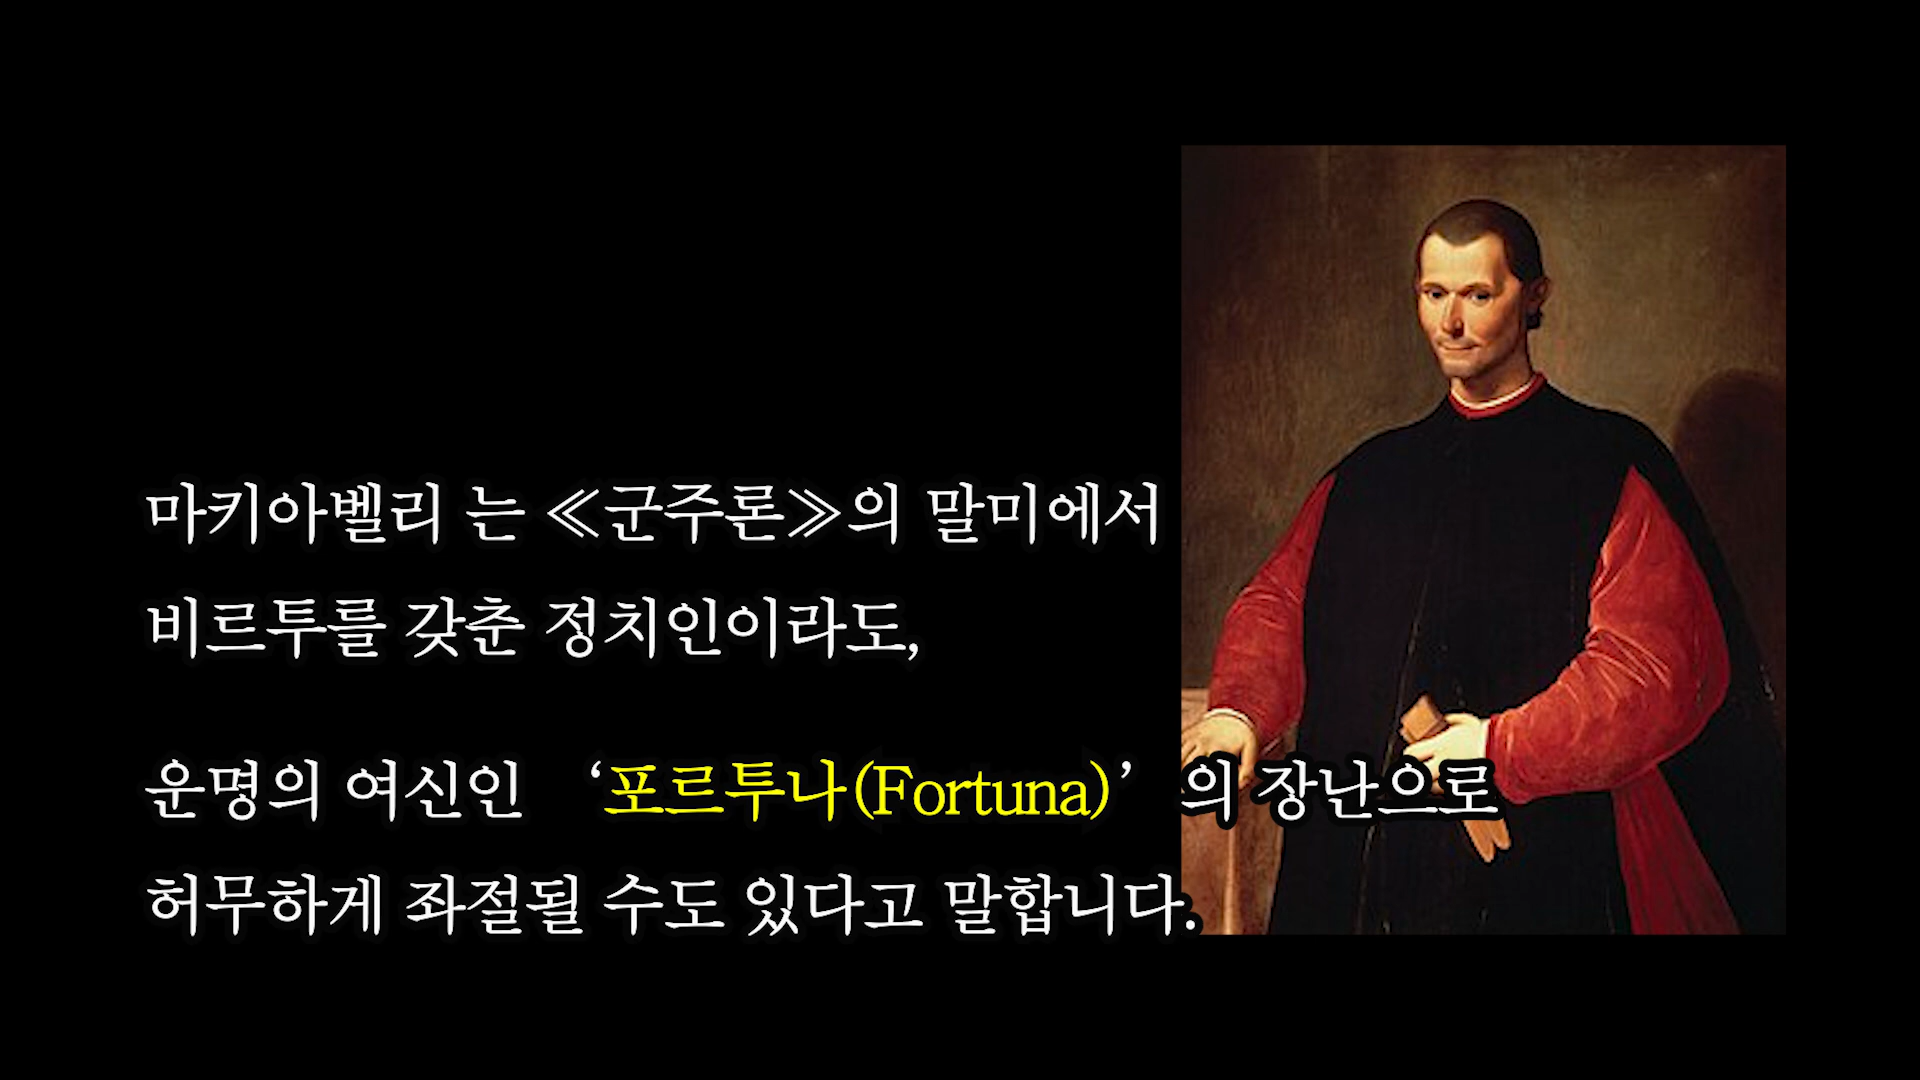 마키아벨리 는 ≪군주론≫의 말미에서
비르투를 갖춘 정치인이라도,
운명의 여신인 ‘포르투나(Fortuna)’의 장난으로
허무하게 좌절될 수도 있다고 말합니다.